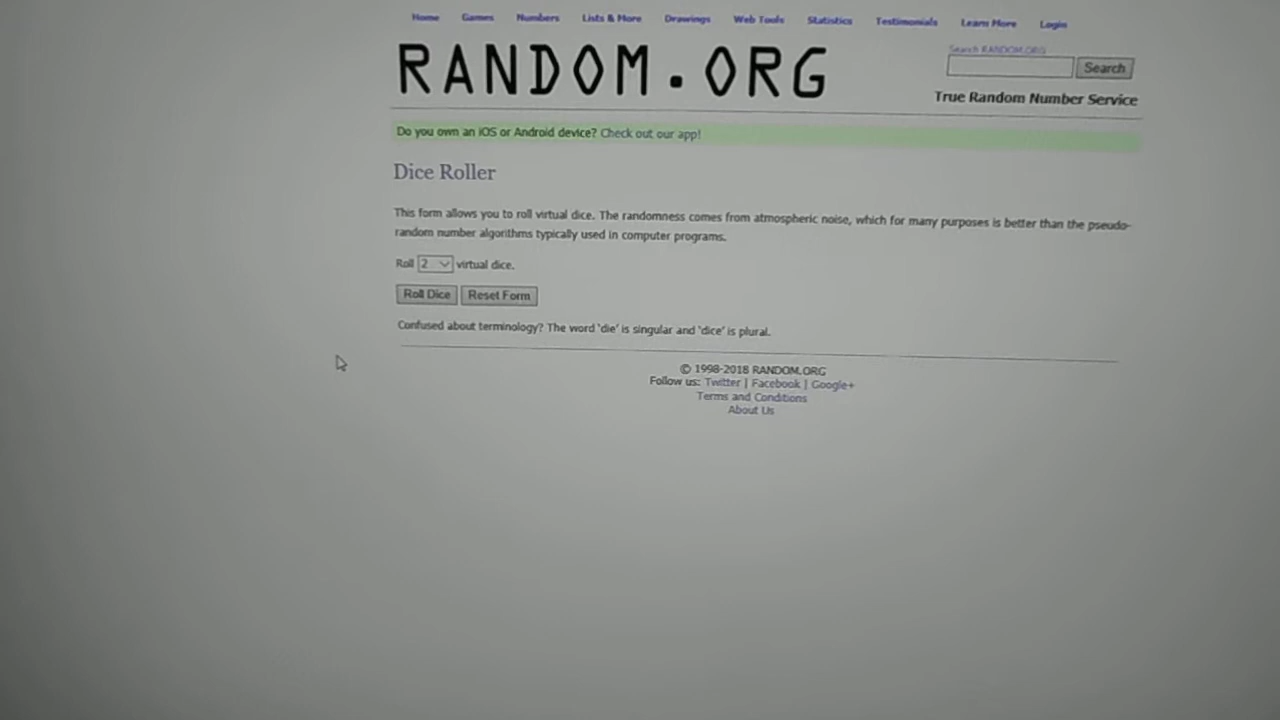 Home Games Numbers Lists & More Drawings Web Tools Statistics Testimonials Learn More Login
Search RANDOM.ORG
RANDOM.ORG
Search
True Random Number Service
Do you own an iOS or Android device? Check out our app!
Dice Roller
This form allows you to roll virtual dice. The randomness comes from atmospheric noise, which for many purposes is better than the pseudo-
random number algorithms typically used in computer programs.
Roll 2 virtual dice.
Roll Dice Reset Form
Confused about terminology? The word 'die' is singular and 'dice' is plural.
© 1998-2018 RANDOM.ORG
Follow us: Twitter | Facebook | Google+
Terms and Conditions
About Us